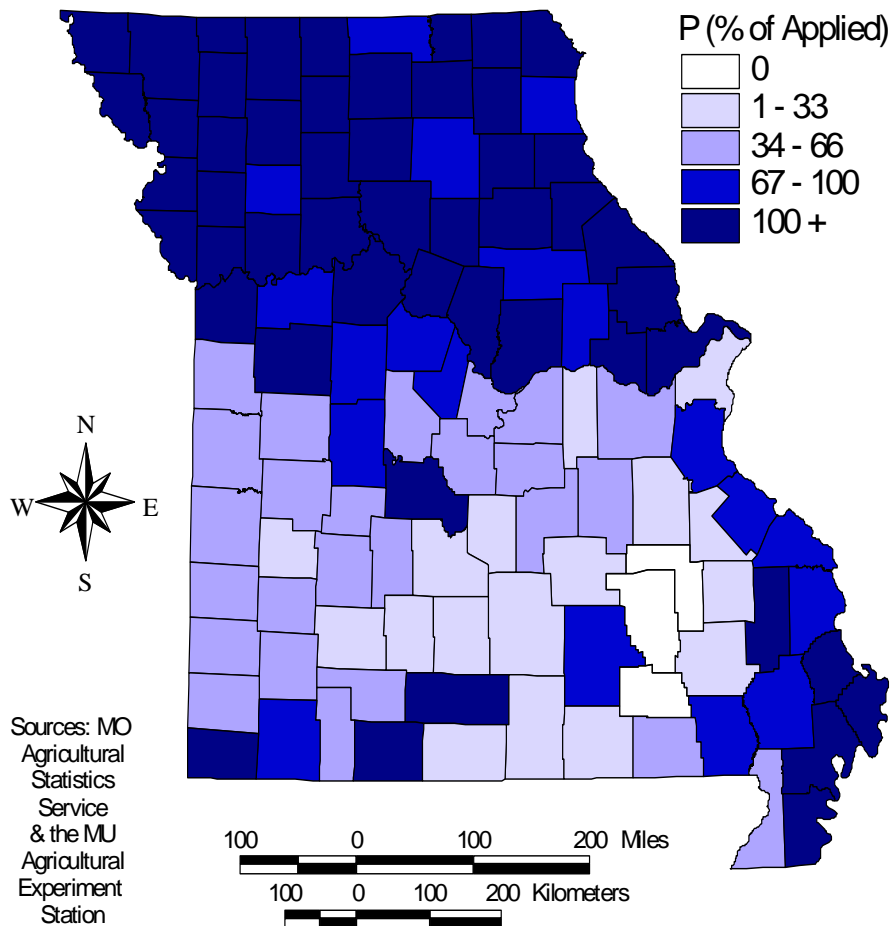 P (% of Applied)
0
1 - 33
34 - 66
67 - 100
100 +
N
W E
S
Sources: MO
Agricultural
Statistics
Service
& the MU
Agricultural
Experiment
Station
100 0 100 200 Miles
100 0 100 200 Kilometers